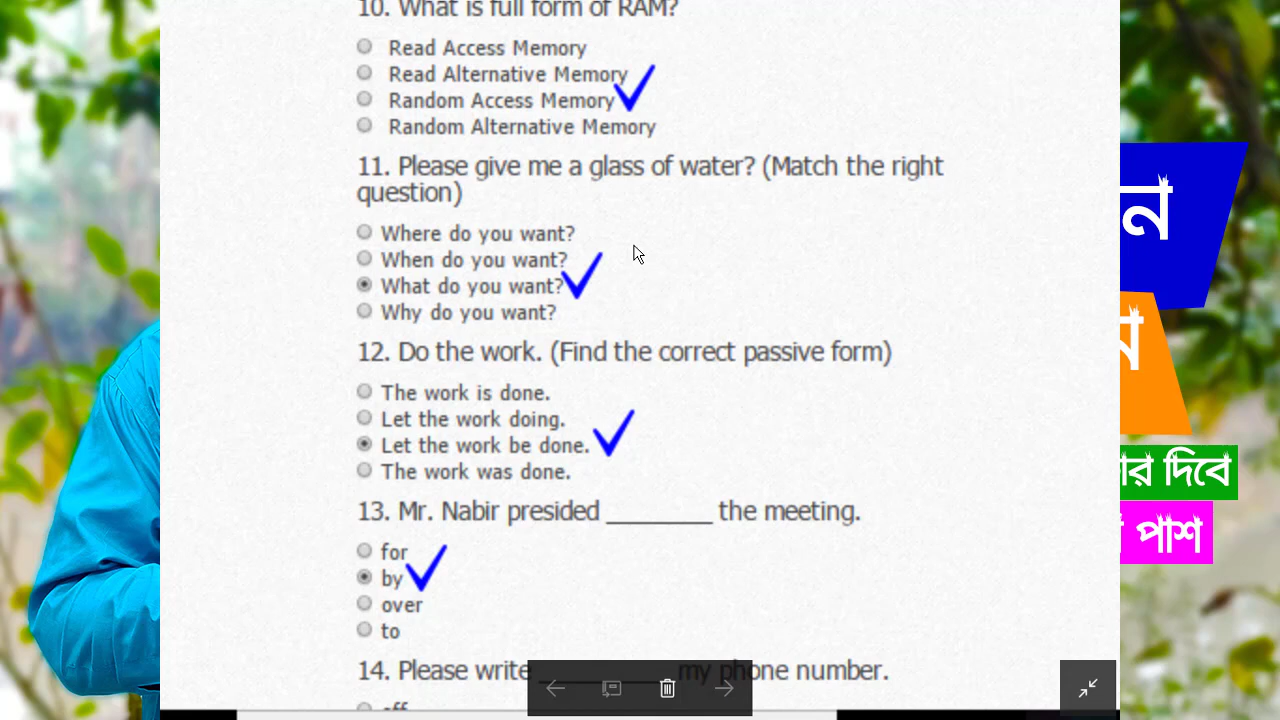 10. What is full form of RAM?
Read Access Memory
Read Alternative Memory
Random Access Memory
Random Alternative Memory
11. Please give me a glass of water? (Match the right
question)
Where do you want?
When do you want?
What do you want?
Why do you want?
12. Do the work. (Find the correct passive form)
The work is done.
Let the work doing.
Let the work be done.
The work was done.
13. Mr. Nabir presided ________ the meeting.
for
by
over
to
14. Please write __________ my phone number.
off
দিবে
পাশ